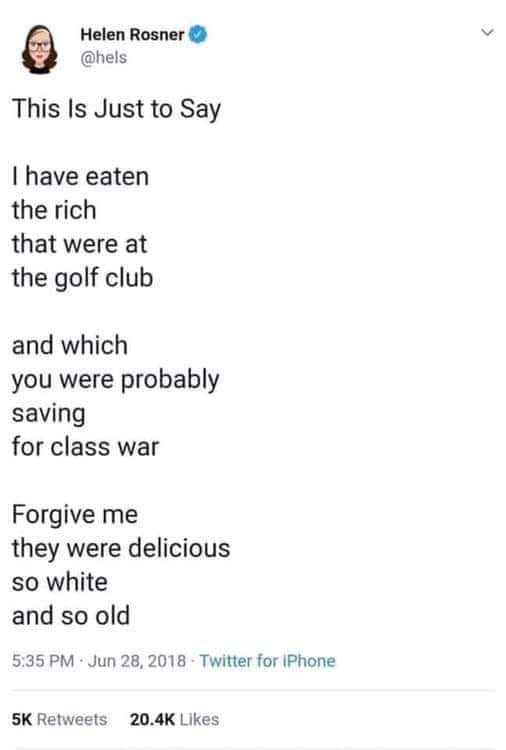 Helen Rosner
@hels
This Is Just to Say
I have eaten
the rich
that were at
the golf club
and which
you were probably
saving
for class war
Forgive me
they were delicious
so white
and so old
5:35 PM · Jun 28, 2018 · Twitter for iPhone
5K Retweets 20.4K Likes